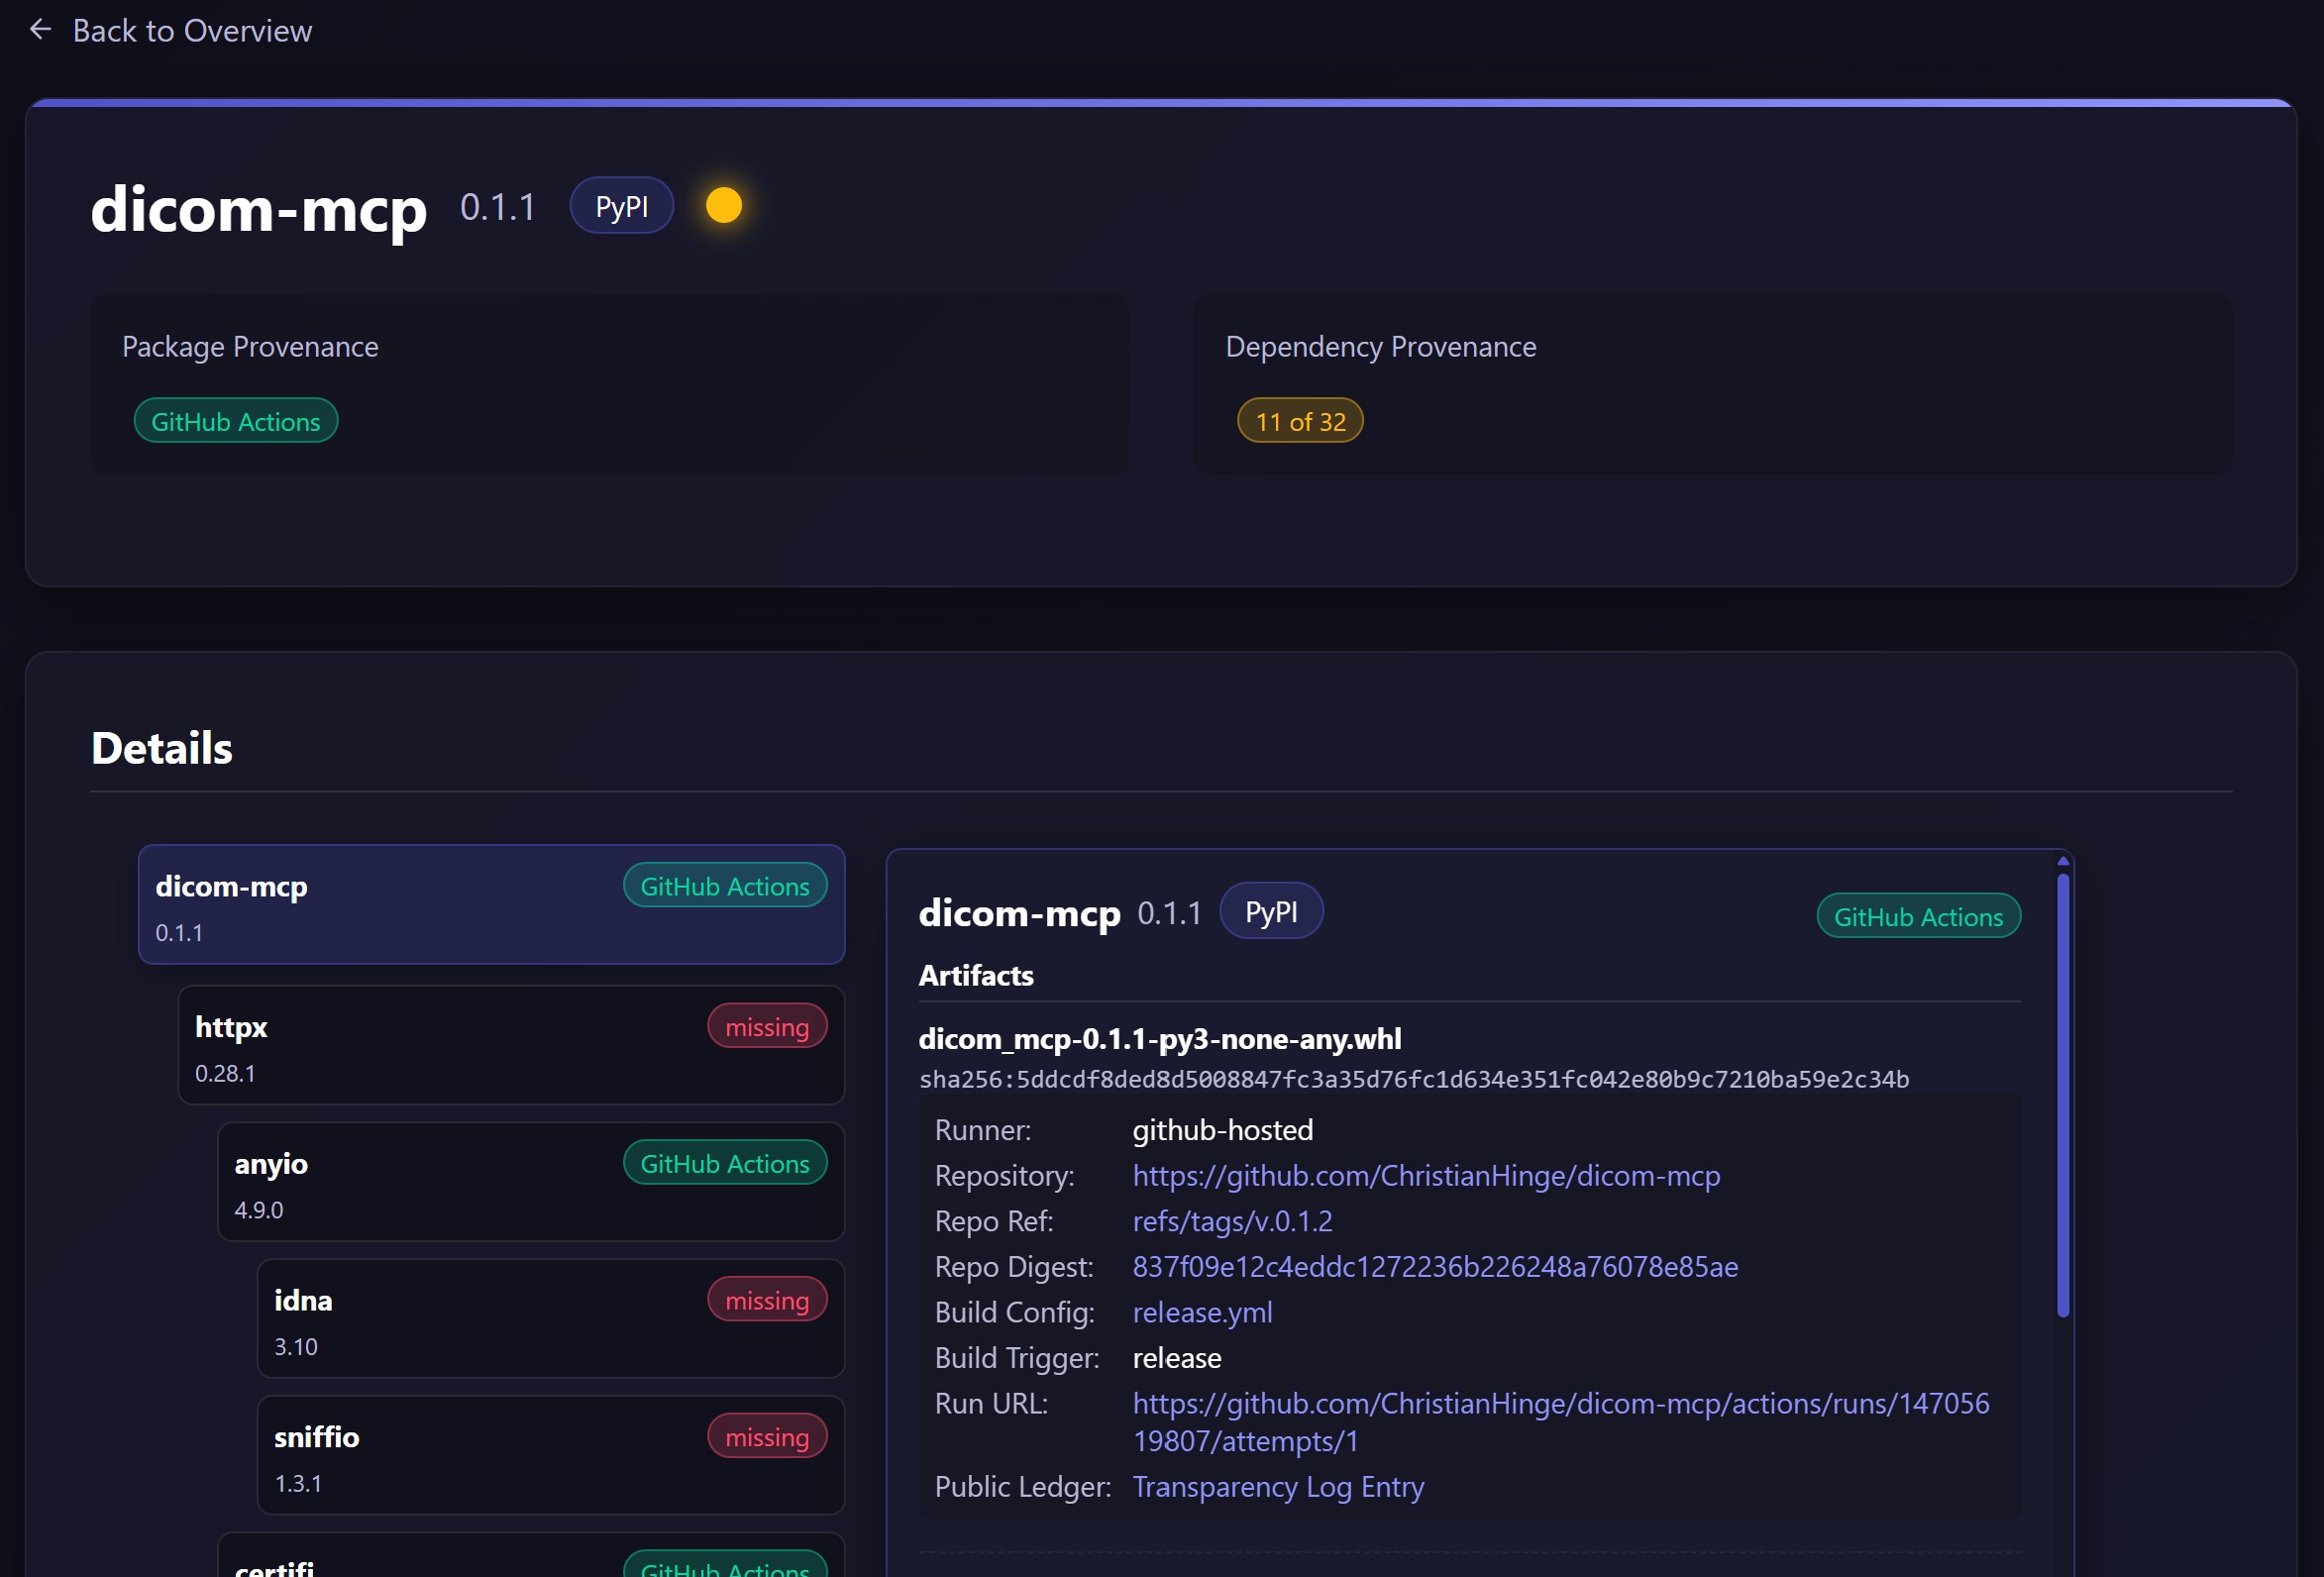 ← Back to Overview
dicom-mcp 0.1.1 PyPI
Package Provenance
GitHub Actions
Dependency Provenance
11 of 32
Details
dicom-mcp GitHub Actions
0.1.1
httpx missing
0.28.1
anyio GitHub Actions
4.9.0
idna missing
3.10
sniffio missing
1.3.1
certifi GitHub Actions
dicom-mcp 0.1.1 PyPI GitHub Actions
Artifacts
dicom_mcp-0.1.1-py3-none-any.whl
sha256:5ddcdf8ded8d5008847fc3a35d76fc1d634e351fc042e80b9c7210ba59e2c34b
Runner: github-hosted
Repository: https://github.com/ChristianHinge/dicom-mcp
Repo Ref: refs/tags/v.0.1.2
Repo Digest: 837f09e12c4eddc1272236b226248a76078e85ae
Build Config: release.yml
Build Trigger: release
Run URL: https://github.com/ChristianHinge/dicom-mcp/actions/runs/147056
19807/attempts/1
Public Ledger: Transparency Log Entry